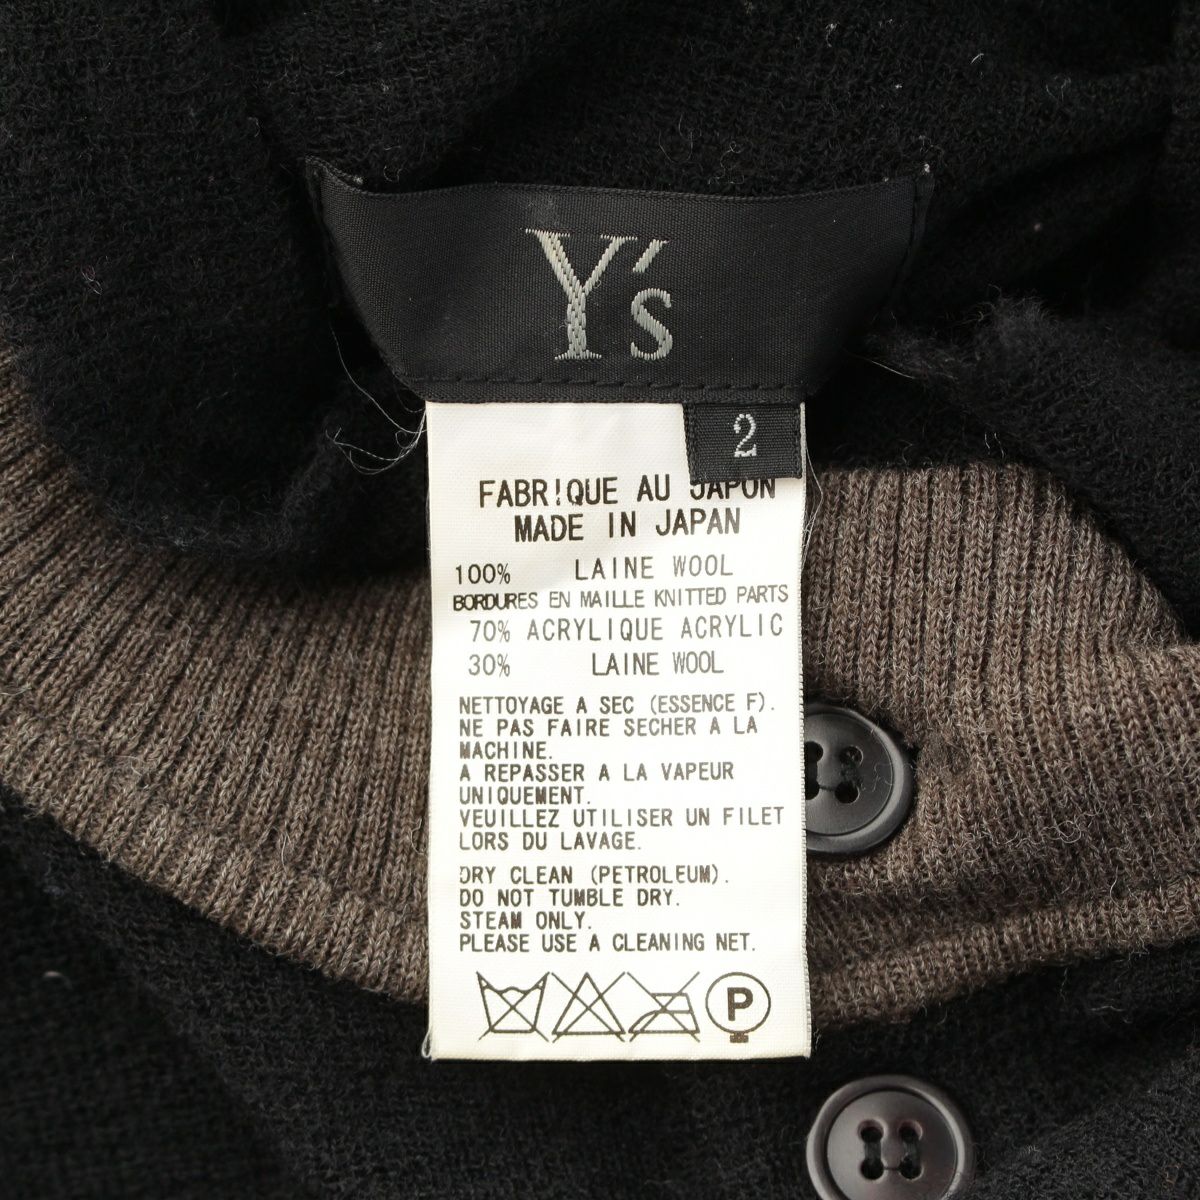 Y's
2
FABRIQUE AU JAPON
MADE IN JAPAN
100% LAINE WOOL
BORDURES EN MAILLE KNITTED PARTS
70% ACRYLIQUE ACRYLIC
30% LAINE WOOL
NETTOYAGE A SEC (ESSENCE F).
NE PAS FAIRE SECHER A LA
MACHINE.
A REPASSER A LA VAPEUR
UNIQUEMENT.
VEUILLEZ UTILISER UN FILET
LORS DU LAVAGE.
DRY CLEAN (PETROLEUM).
DO NOT TUMBLE DRY.
STEAM ONLY.
PLEASE USE A CLEANING NET.
P